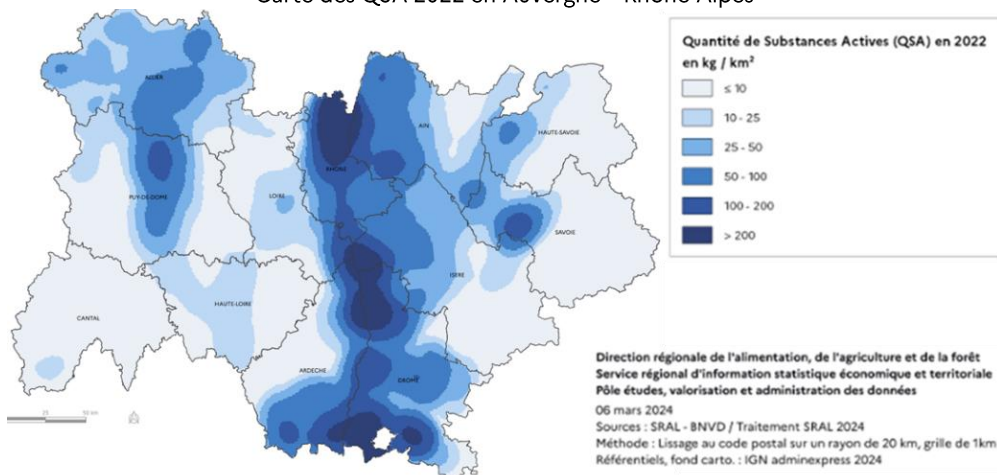 Carte des QSA 2022 en Auvergne - Rhône Alpes
Quantité de Substances Actives (QSA) en 2022
en kg / km²
≤ 10
10 - 25
25 - 50
50 - 100
100 - 200
> 200
ALLIER
AIN
HAUTE-SAVOIE
RHÔNE
PUY-DE-DOME
LOIRE
SAVOIE
ISERE
HAUTE-LOIRE
CANTAL
ARDECHE
DROME
25
50 km
Direction régionale de l'alimentation, de l'agriculture et de la forêt
Service régional d'information statistique économique et territoriale
Pôle études, valorisation et administration des données
06 mars 2024
Sources : SRAL - BNVD / Traitement SRAL 2024
Méthode : Lissage au code postal sur un rayon de 20 km, grille de 1km
Référentiels, fond carto. : IGN adminexpress 2024